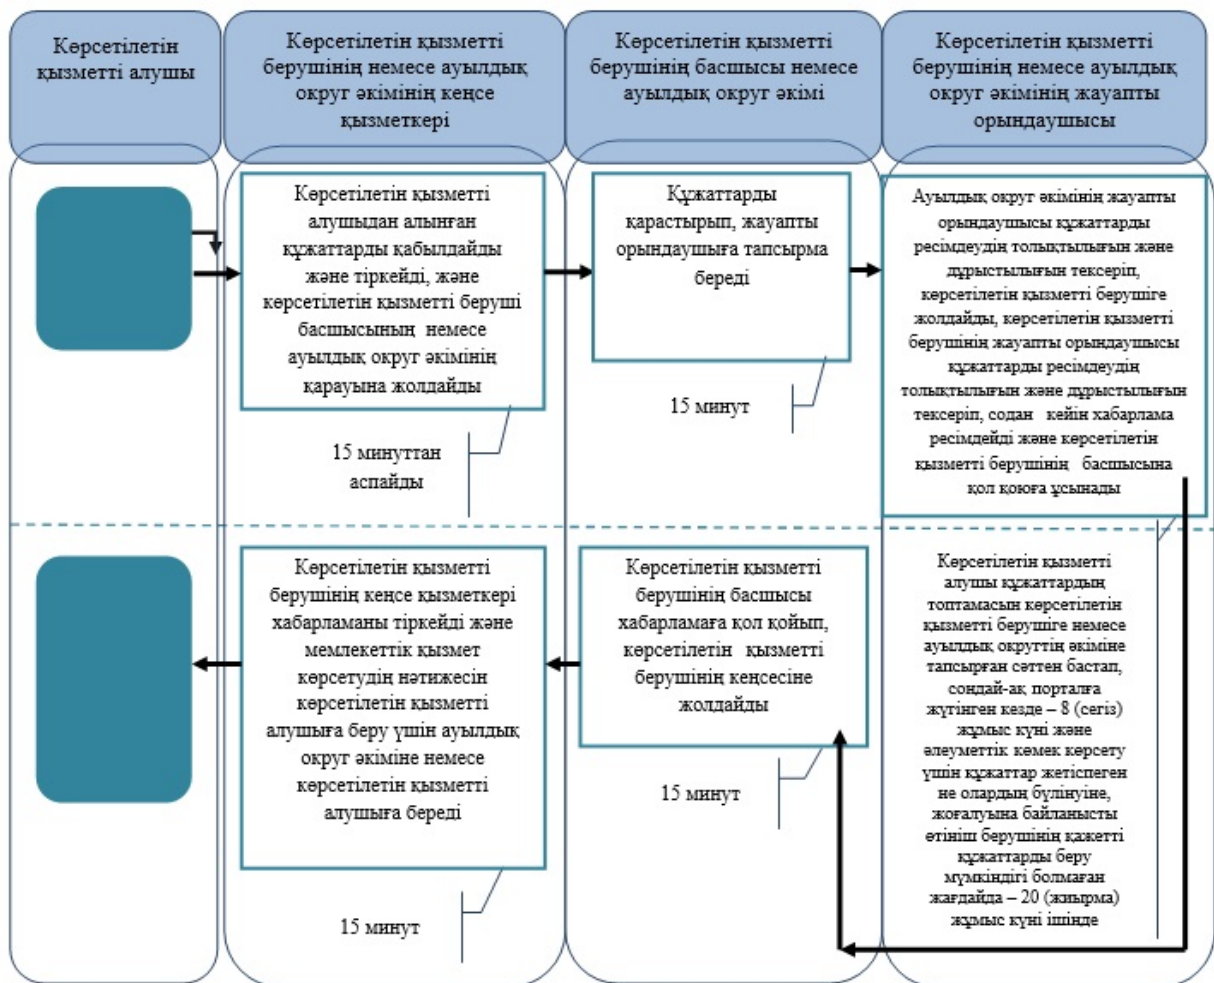 Көрсетілетін
қызметті алушы
Көрсетілетін қызметті
берушінің немесе ауылдық
округ әкімінің кеңсе
қызметкері
Көрсетілетін қызметті
берушінің басшысы немесе
ауылдық округ әкімі
Көрсетілетін қызметті
берушінің немесе ауылдық
округ әкімінің жауапты
орындаушысы
Көрсетілетін қызметті
алушыдан алынған
құжаттарды қабылдайды
және тіркейді, және
көрсетілетін қызметті беруші
басшысының немесе
ауылдық округ әкімінің
қарауына жолдайды
15 минуттан
аспайды
Құжаттарды
қарастырып, жауапты
орындаушыға тапсырма
береді
15 минут
Ауылдық округ әкімінің жауапты
орындаушысы құжаттарды
ресімдеудің толықтылығын және
дұрыстылығын тексеріп,
көрсетілетін қызметті берушіге
жолдайды, көрсетілетін қызметті
берушінің жауапты орындаушысы
құжаттарды ресімдеудің
толықтылығын және дұрыстылығын
тексеріп, содан кейін хабарлама
ресімдейді және көрсетілетін
қызметті берушінің басшысына
қол қоюға ұсынады
Көрсетілетін қызметті
берушінің кеңсе қызметкері
хабарламаны тіркейді және
мемлекеттік қызмет
көрсетудің нәтижесін
көрсетілетін қызметті
алушыға беру үшін ауылдық
округ әкіміне немесе
көрсетілетін қызметті
алушыға береді
15 минут
Көрсетілетін қызметті
берушінің басшысы
хабарламаға қол қойып,
көрсетілетін қызметті
берушінің кеңсесіне
жолдайды
15 минут
Көрсетілетін қызметті
алушы құжаттардың
топтамасын көрсетілетін
қызметті берушіге немесе
ауылдық округтің әкіміне
тапсырған сәттен бастап,
сондай-ақ порталға
жүгінген кезде – 8 (сегіз)
жұмыс күні және
әлеуметтік көмек көрсету
үшін құжаттар жетіспеген
не олардың бүлінуіне,
жоғалуына байланысты
өтініш берушінің қажетті
құжаттарды беру
мүмкіндігі болмаған
жағдайда – 20 (жиырма)
жұмыс күні ішінде